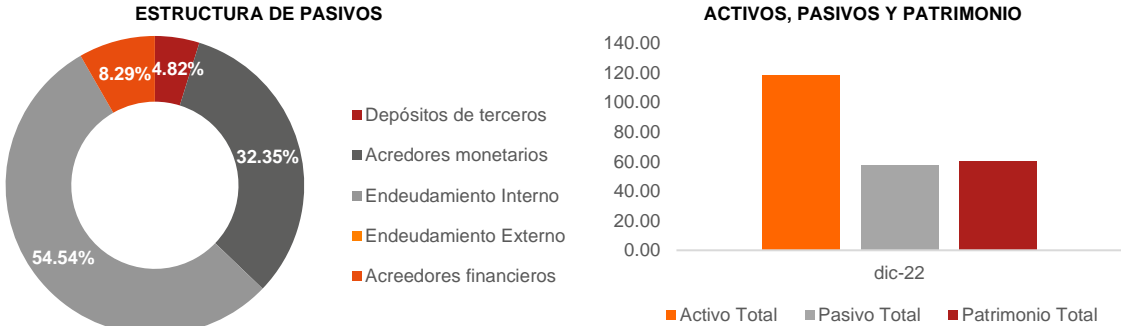 ESTRUCTURA DE PASIVOS
8.29%
4.82%
32.35%
54.54%
Depósitos de terceros
Acredores monetarios
Endeudamiento Interno
Endeudamiento Externo
Acreedores financieros
ACTIVOS, PASIVOS Y PATRIMONIO
140.00
120.00
100.00
80.00
60.00
40.00
20.00
0.00
dic-22
Activo Total
Pasivo Total
Patrimonio Total